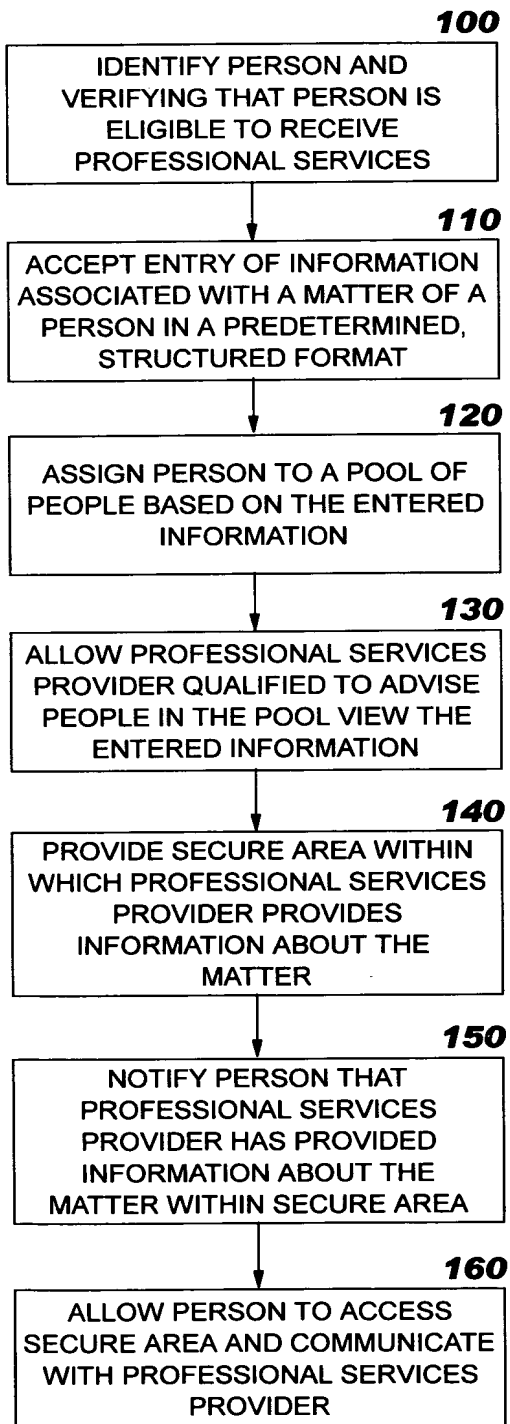 100
IDENTIFY PERSON AND
VERIFYING THAT PERSON IS
ELIGIBLE TO RECEIVE
PROFESSIONAL SERVICES
110
ACCEPT ENTRY OF INFORMATION
ASSOCIATED WITH A MATTER OF A
PERSON IN A PREDETERMINED,
STRUCTURED FORMAT
120
ASSIGN PERSON TO A POOL OF
PEOPLE BASED ON THE ENTERED
INFORMATION
130
ALLOW PROFESSIONAL SERVICES
PROVIDER QUALIFIED TO ADVISE
PEOPLE IN THE POOL VIEW THE
ENTERED INFORMATION
140
PROVIDE SECURE AREA WITHIN
WHICH PROFESSIONAL SERVICES
PROVIDER PROVIDES
INFORMATION ABOUT THE
MATTER
150
NOTIFY PERSON THAT
PROFESSIONAL SERVICES
PROVIDER HAS PROVIDED
INFORMATION ABOUT THE
MATTER WITHIN SECURE AREA
160
ALLOW PERSON TO ACCESS
SECURE AREA AND COMMUNICATE
WITH PROFESSIONAL SERVICES
PROVIDER